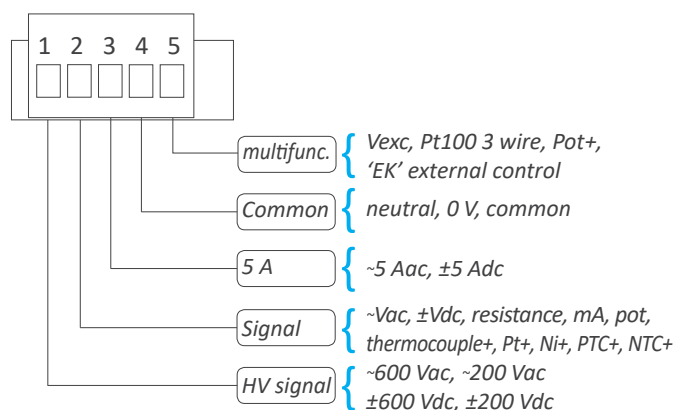 1 2 3 4 5
multifunc. Vexc, Pt100 3 wire, Pot+,
‘EK’ external control
Common neutral, 0 V, common
5 A ~5 Aac, ±5 Adc
Signal ~Vac, ±Vdc, resistance, mA, pot,
thermocouple+, Pt+, Ni+, PTC+, NTC+
HV signal ~600 Vac, ~200 Vac
±600 Vdc, ±200 Vdc